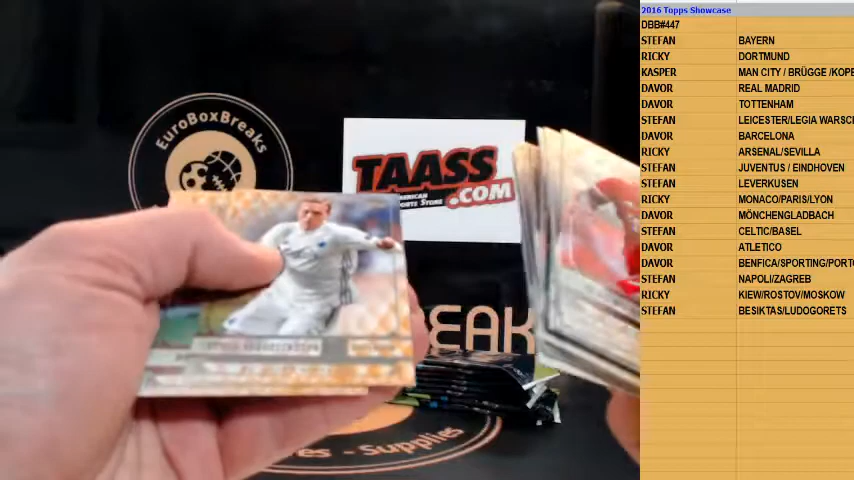 EuroBoxBreaks
TAASS
.COM
EAK
- Supplies
2016 Topps Showcase
DBB#447
STEFAN BAYERN
RICKY DORTMUND
KASPER MAN CITY / BRÜGGE /KOPE
DAVOR REAL MADRID
DAVOR TOTTENHAM
STEFAN LEICESTER/LEGIA WARSC
DAVOR BARCELONA
RICKY ARSENAL/SEVILLA
STEFAN JUVENTUS / EINDHOVEN
STEFAN LEVERKUSEN
RICKY MONACO/PARIS/LYON
DAVOR MÖNCHENGLADBACH
STEFAN CELTIC/BASEL
DAVOR ATLETICO
DAVOR BENFICA/SPORTING/PORTO
STEFAN NAPOLI/ZAGREB
RICKY KIEW/ROSTOV/MOSKOW
STEFAN BESIKTAS/LUDOGORETS